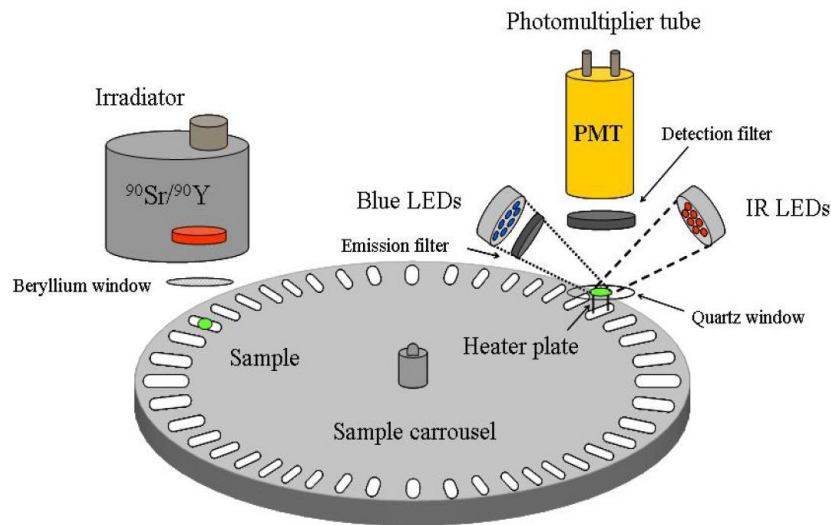 Photomultiplier tube
Irradiator
PMT
Detection filter
⁹⁰Sr/⁹⁰Y
Blue LEDs
IR LEDs
Emission filter
Beryllium window
Quartz window
Heater plate
Sample
Sample carrousel